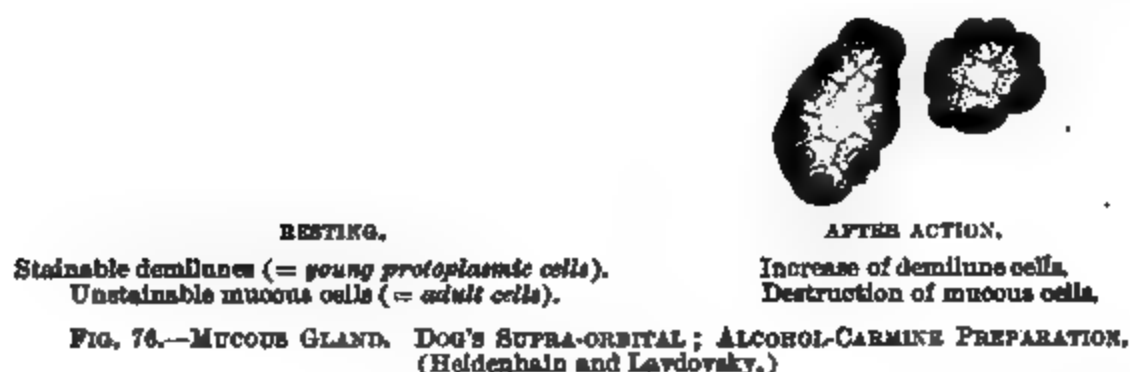 RESTING.
Stainable demilunes (= young protoplasmic cells).
Unstainable mucous cells (= adult cells).
AFTER ACTION.
Increase of demilune cells,
Destruction of mucous cells,
FIG. 76.—MUCOUS GLAND. DOG'S SUPRA-ORBITAL; ALCOHOL-CARMINE PREPARATION.
(Heidenhain and Lavdovsky.)